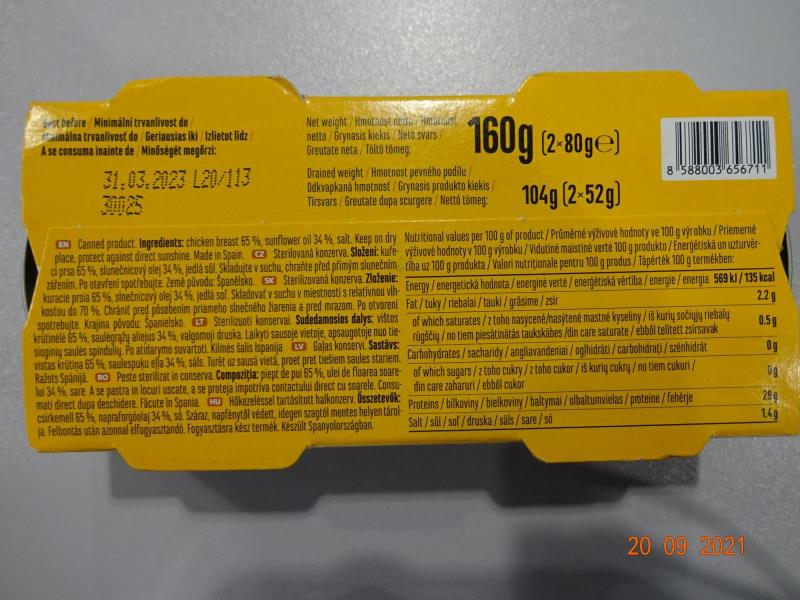 Best before / Minimální trvanlivost do /
Minimálna trvanlivosť do / Geriausias iki / Izlietot līdz /
A se consuma înainte de / Minőségét megőrzi:
31.03.2023 L20/113
30025
Net weight / Hmotnost netto / Hmotnosť
netto / Grynasis kiekis / Neto svars /
Greutate neta / Töltő tömeg:
160g (2×80g℮)
Drained weight / Hmotnost pevného podílu /
Odkvapkaná hmotnosť / Grynasis produkto kiekis /
Tīrsvars / Greutate dupa scurgere / Nettó tömeg:
104g (2×52g)
8 588003 656711
EN Canned product. Ingredients: chicken breast 65 %, sunflower oil 34 %, salt. Keep on dry
place, protect against direct sunshine. Made in Spain. CZ Sterilovaná konzerva. Složení: kuře-
cí prsa 65 %, slunečnicový olej 34 %, jedlá sůl. Skladujte v suchu, chraňte před přímým slunečním
zářením. Po otevření spotřebujte. Země původu: Španělsko. SK Sterilizovaná konzerva. Zloženie:
kuracie prsia 65 %, slnečnicový olej 34 %, jedlá soľ. Skladovať v suchu v miestnosti s relatívnou vlh-
kosťou do 70 %. Chrániť pred pôsobením priameho slnečného žiarenia a pred mrazom. Po otvorení
spotrebujte. Krajina pôvodu: Španielsko. LT Sterilizuoti konservai. Sudedamosios dalys: vištos
krūtinėlė 65 %, saulėgrąžų aliejus 34 %, valgomoji druska. Laikyti sausoje vietoje, apsaugotoje nuo tie-
sioginių saulės spindulių. Po atidarymo suvartoti. Kilmės šalis Ispanija LV Gaļas konservi. Sastāvs:
vistas krūtiņa 65 %, saulespuķu eļļa 34 %, sāls. Turēt uz sausā vietā, proet pret tiešiem saules stariem.
Ražots Spānijā. RO Peste sterilizat in conserva. Compoziţia: piept de pui 65 %, ulei de floarea soare-
lui 34 %, sare. A se pastra in locuri uscate, a se proteja impotriva contactului direct cu soarele. Consu-
mati direct dupa deschidere. Făcute în Spania. HU Hőkezeléssel tartósított halkonzerv. Összetevők:
csirkemell 65 %, napraforgóolaj 34 %, só. Száraz, napfénytől védett, idegen szagtól mentes helyen tárol-
ja. Felbontás után azonnal elfogyasztandó. Fogyasztásra kész termék. Készült Spanyolországban.
Nutritional values per 100 g of product / Průměrné výživové hodnoty ve 100 g výrobku / Priemerné
výživové hodnoty v 100 g výrobku / Vidutinė maistinė vertė 100 g produkto / Enerģētiskā un uzturvēr-
tība uz 100 g produkta / Valori nutriţionale pentru 100 g produs / Tápérték 100 g termékben:
Energy / energetická hodnota / energinė vertė / enerģētiskā vērtība / energie / energia 569 kJ / 135 kcal
Fat / tuky / riebalai / tauki / grăsime / zsír 2.2 g
of which saturates / z toho nasycené/nasýtené mastné kyseliny / iš kurių sočiųjų riebalų
rūgščių / no tiem piesātinātās taukskābes /din care saturate / ebből telített zsírsavak 0.5 g
Carbohydrates / sacharidy / angliavandeniai / ogļhidrāti / carbohidraţi / szénhidrát 0 g
of which sugars / z toho cukry / z toho cukor / iš kurių cukrų / no tiem cukuri /
din care zaharuri / ebből cukor 0 g
Proteins / bílkoviny / bielkoviny / baltymai / olbaltumvielas / proteine / fehérje 29 g
Salt / sůl / soľ / druska / sāls / sare / só 1.4 g
20 09 2021